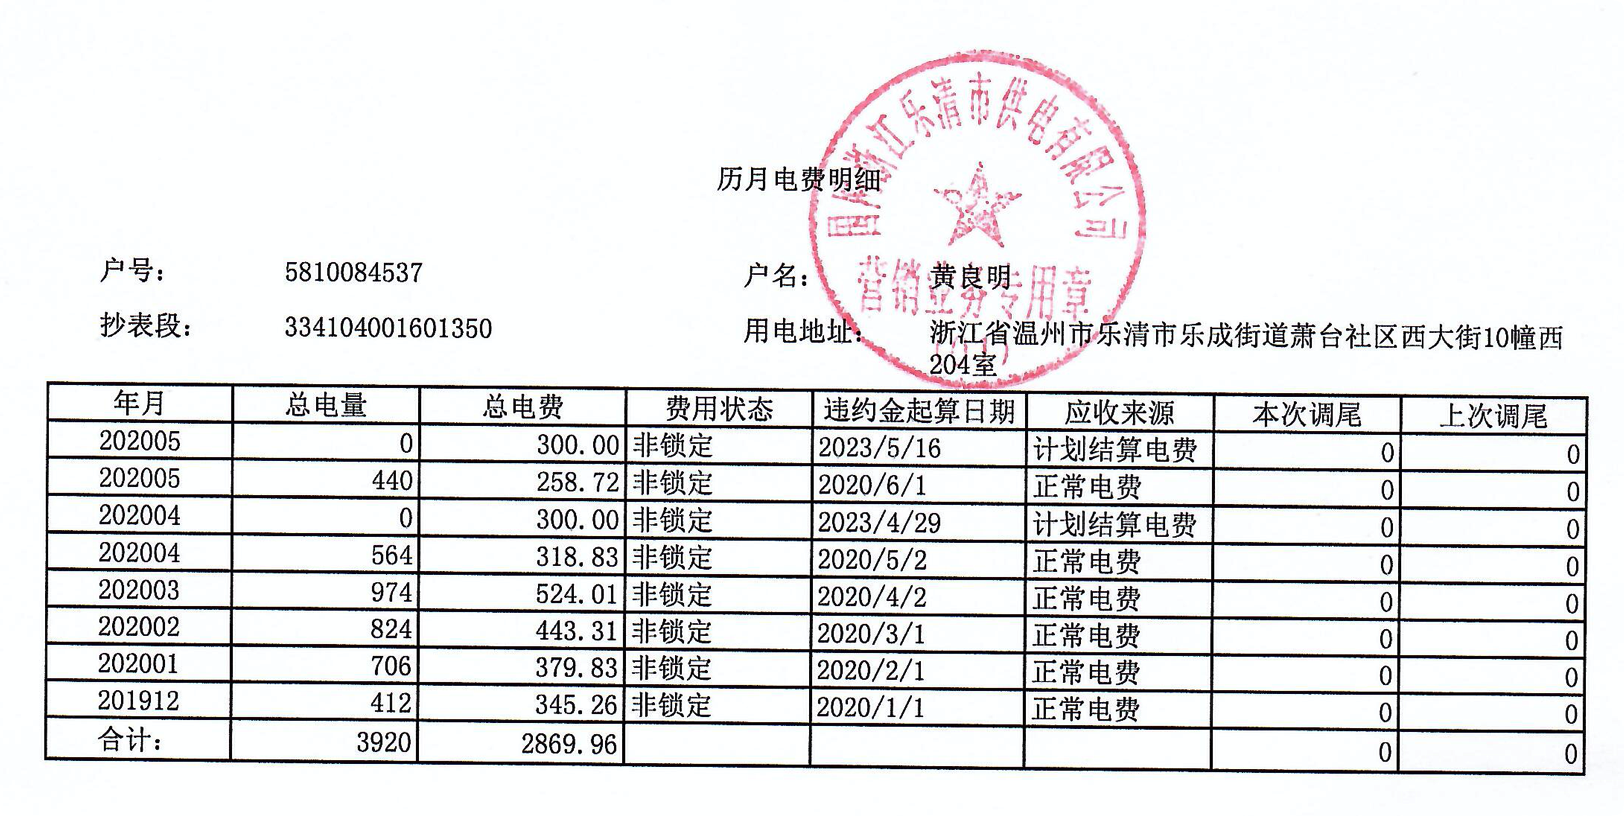 国网浙江乐清市供电有限公司
历月电费明细
营销业务专用章
户号： 5810084537 户名： 黄良明
抄表段： 334104001601350 用电地址： 浙江省温州市乐清市乐成街道萧台社区西大街10幢西
204室
年月 总电量 总电费 费用状态 违约金起算日期 应收来源 本次调尾 上次调尾
202005 0 300.00 非锁定 2023/5/16 计划结算电费 0 0
202005 440 258.72 非锁定 2020/6/1 正常电费 0 0
202004 0 300.00 非锁定 2023/4/29 计划结算电费 0 0
202004 564 318.83 非锁定 2020/5/2 正常电费 0 0
202003 974 524.01 非锁定 2020/4/2 正常电费 0 0
202002 824 443.31 非锁定 2020/3/1 正常电费 0 0
202001 706 379.83 非锁定 2020/2/1 正常电费 0 0
201912 412 345.26 非锁定 2020/1/1 正常电费 0 0
合计： 3920 2869.96 0 0